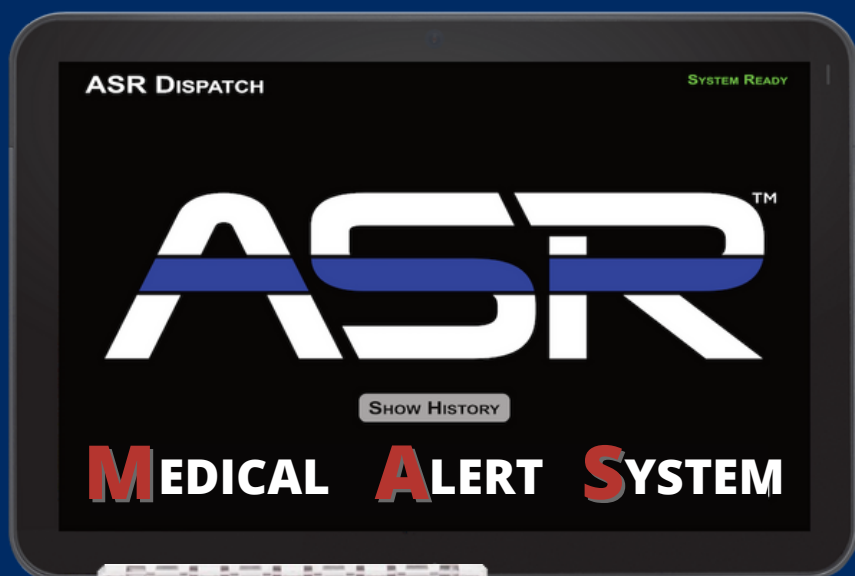 ASR DISPATCH
SYSTEM READY
ASR™
SHOW HISTORY
MEDICAL ALERT SYSTEM